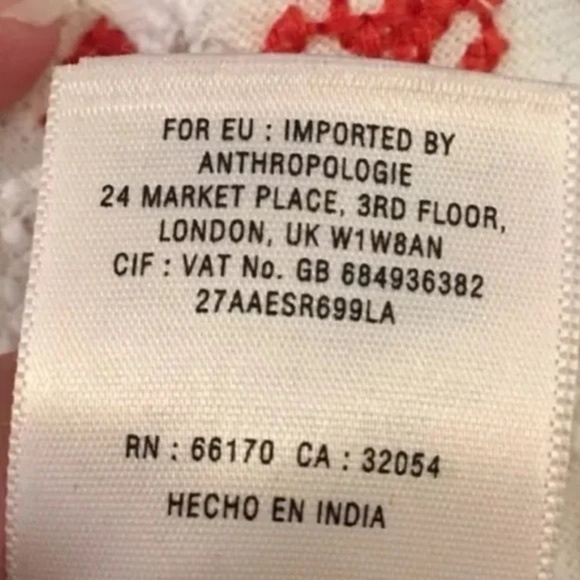 FOR EU : IMPORTED BY
ANTHROPOLOGIE
24 MARKET PLACE, 3RD FLOOR,
LONDON, UK W1W8AN
CIF : VAT No. GB 684936382
27AAESR699LA
RN : 66170 CA : 32054
HECHO EN INDIA